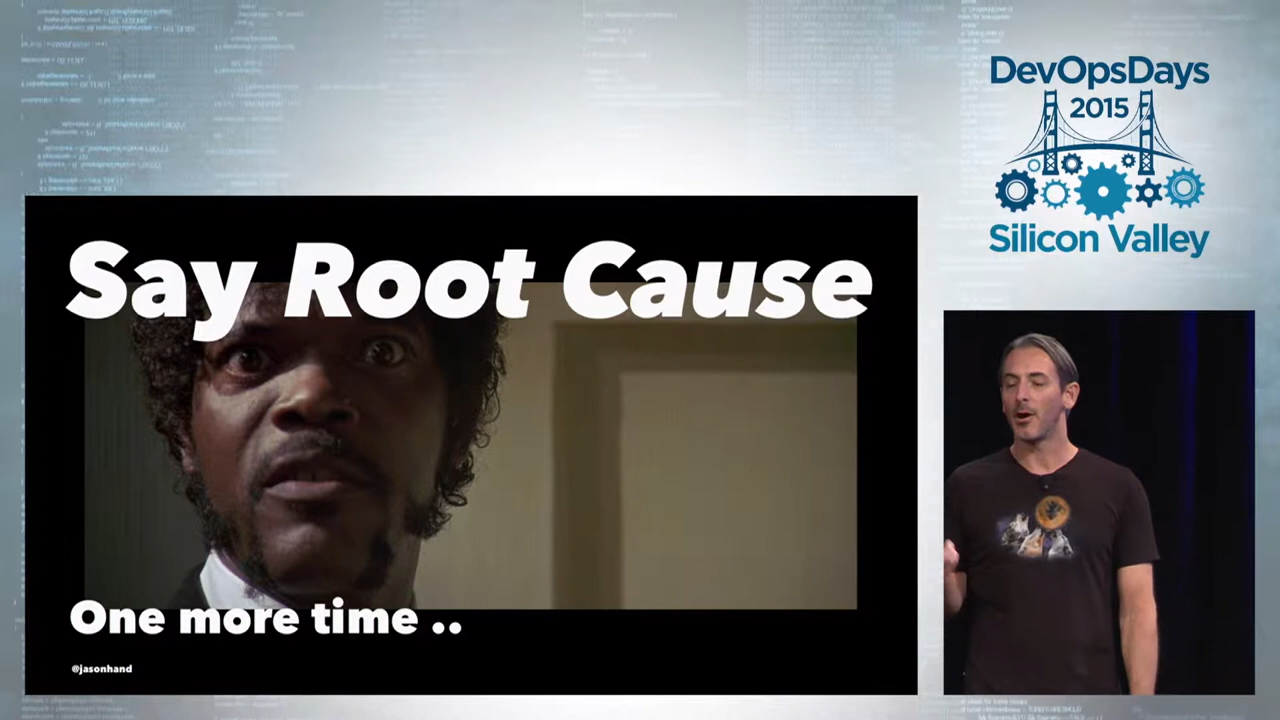 DevOpsDays
2015
Silicon Valley
Say Root Cause
One more time ..
@jasonhand